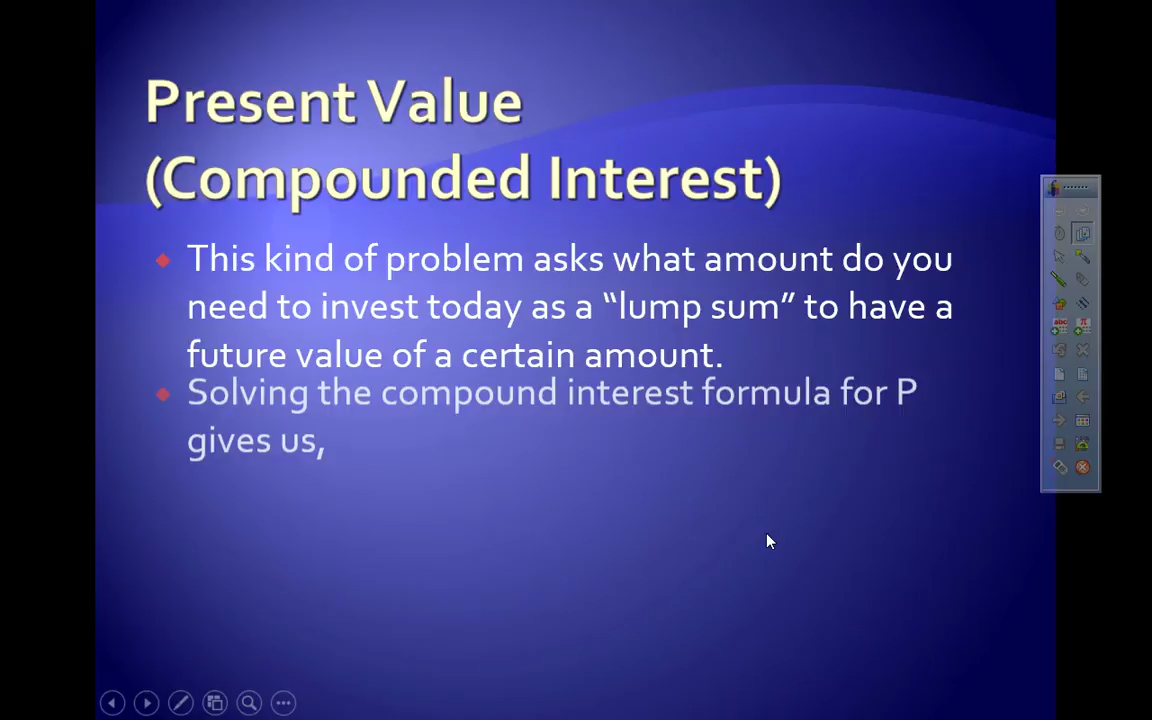 Present Value
(Compounded Interest)
This kind of problem asks what amount do you
need to invest today as a “lump sum” to have a
future value of a certain amount.
Solving the compound interest formula for P
gives us,